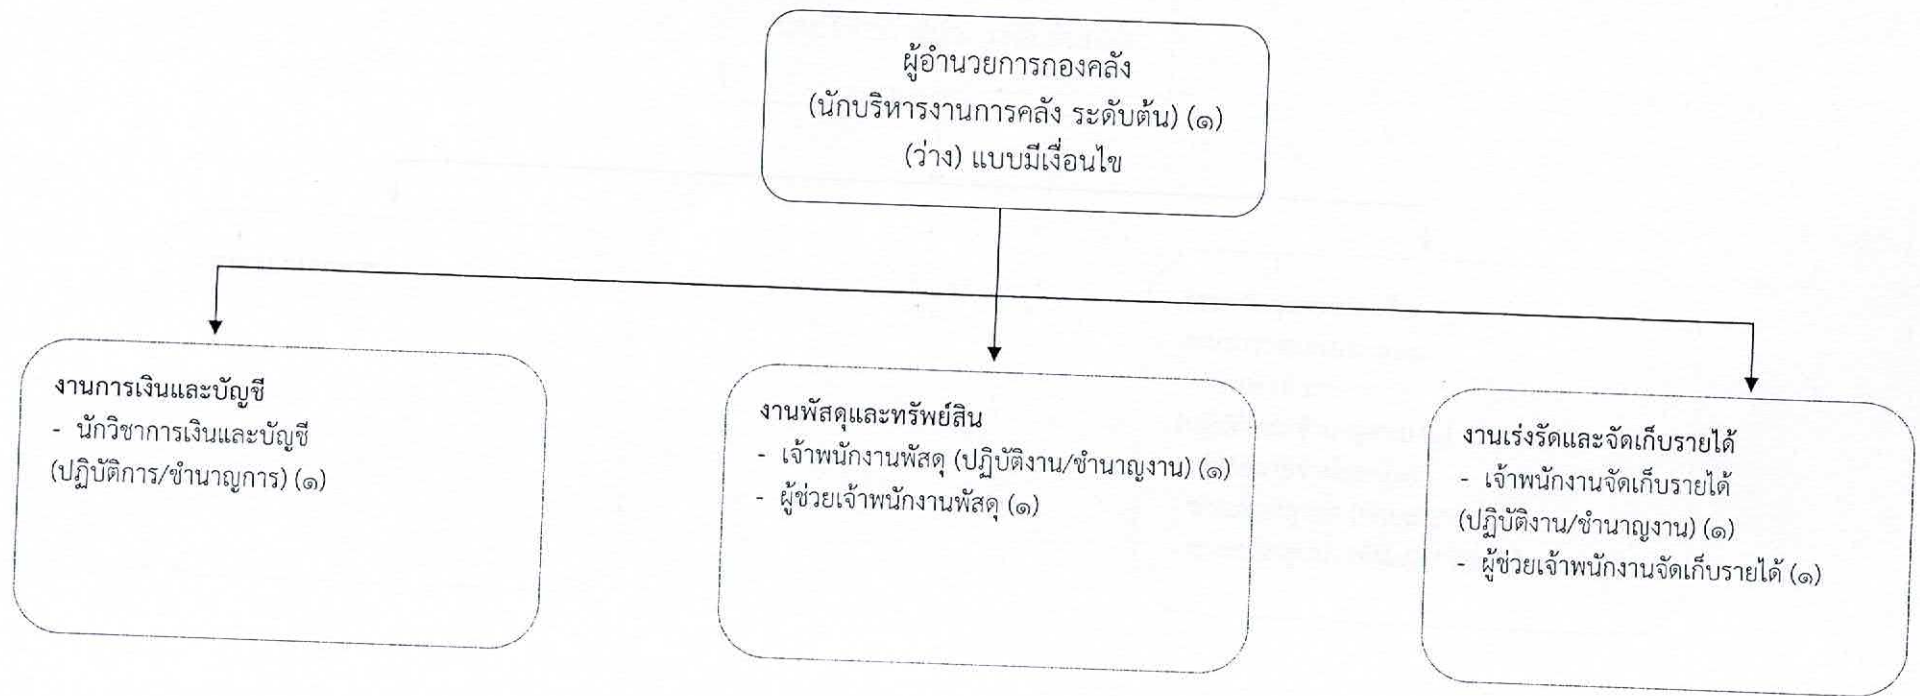 ผู้อำนวยการกองคลัง
(นักบริหารงานการคลัง ระดับต้น) (๑)
(ว่าง) แบบมีเงื่อนไข
งานการเงินและบัญชี
- นักวิชาการเงินและบัญชี
(ปฏิบัติการ/ชำนาญการ) (๑)
งานพัสดุและทรัพย์สิน
- เจ้าพนักงานพัสดุ (ปฏิบัติงาน/ชำนาญงาน) (๑)
- ผู้ช่วยเจ้าพนักงานพัสดุ (๑)
งานเร่งรัดและจัดเก็บรายได้
- เจ้าพนักงานจัดเก็บรายได้
(ปฏิบัติงาน/ชำนาญงาน) (๑)
- ผู้ช่วยเจ้าพนักงานจัดเก็บรายได้ (๑)